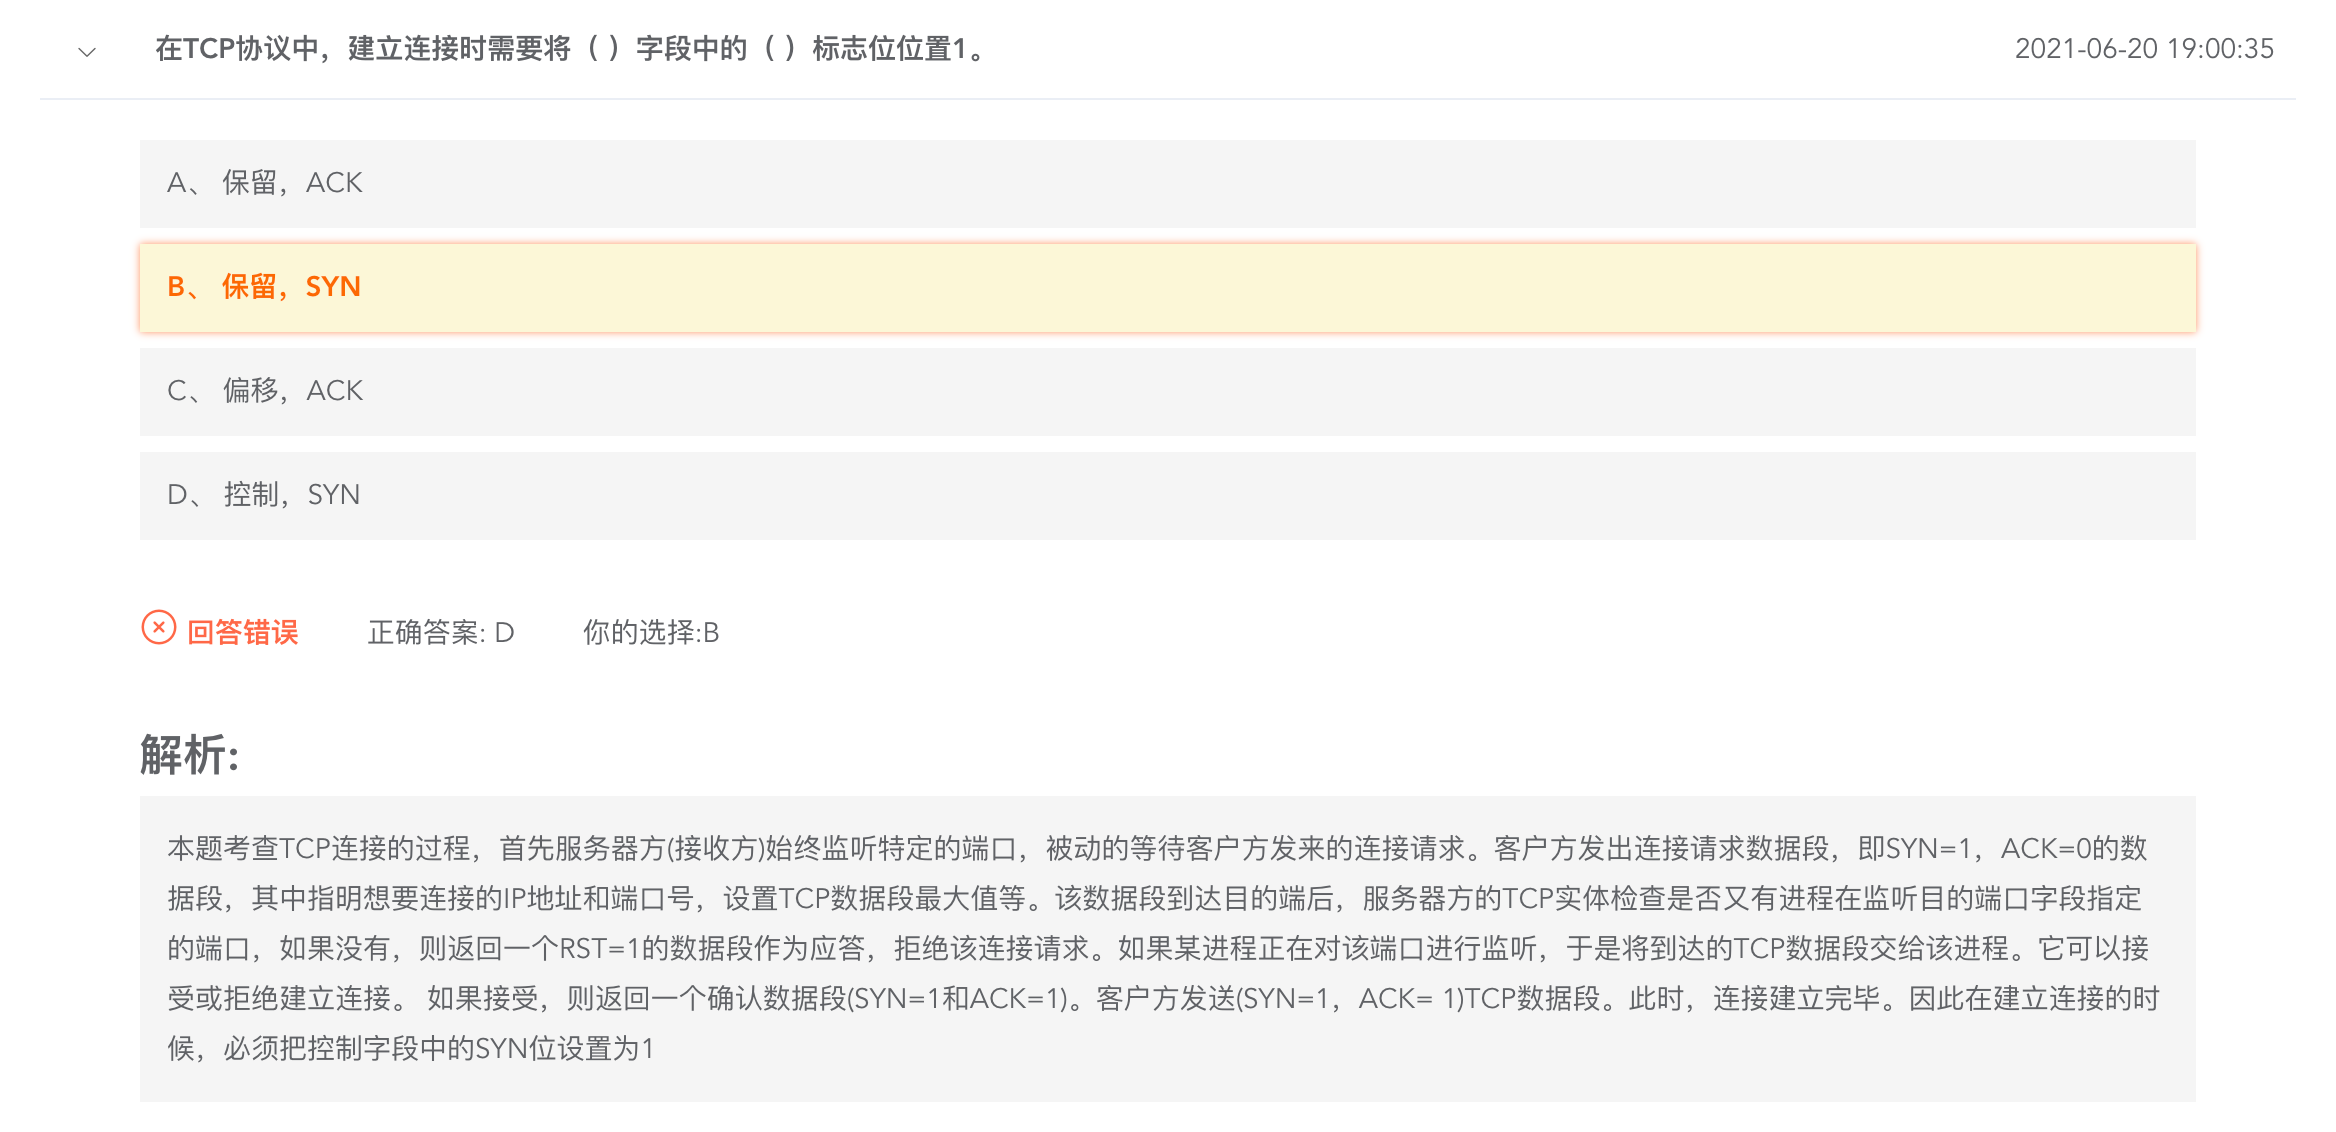 在TCP协议中，建立连接时需要将（ ）字段中的（ ）标志位位置1。
2021-06-20 19:00:35
A、 保留，ACK
B、 保留，SYN
C、 偏移，ACK
D、 控制，SYN
回答错误 正确答案: D 你的选择:B
解析:
本题考查TCP连接的过程，首先服务器方(接收方)始终监听特定的端口，被动的等待客户方发来的连接请求。客户方发出连接请求数据段，即SYN=1，ACK=0的数
据段，其中指明想要连接的IP地址和端口号，设置TCP数据段最大值等。该数据段到达目的端后，服务器方的TCP实体检查是否又有进程在监听目的端口字段指定
的端口，如果没有，则返回一个RST=1的数据段作为应答，拒绝该连接请求。如果某进程正在对该端口进行监听，于是将到达的TCP数据段交给该进程。它可以接
受或拒绝建立连接。 如果接受，则返回一个确认数据段(SYN=1和ACK=1)。客户方发送(SYN=1，ACK= 1)TCP数据段。此时，连接建立完毕。因此在建立连接的时
候，必须把控制字段中的SYN位设置为1